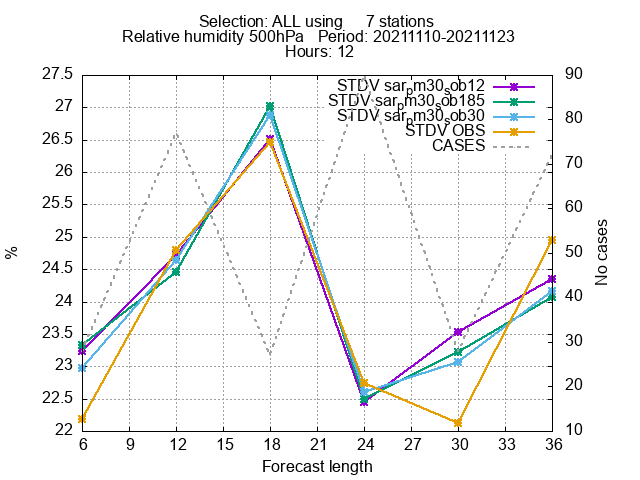 Selection: ALL using 7 stations
Relative humidity 500hPa Period: 20211110-20211123
Hours: 12
STDV sarpm30sob12
STDV sarpm30sob185
STDV sarpm30sob30
STDV OBS
CASES
27.5
27
26.5
26
25.5
25
24.5
24
23.5
23
22.5
22
%
90
80
70
60
50
40
30
20
10
No cases
6 9 12 15 18 21 24 27 30 33 36
Forecast length